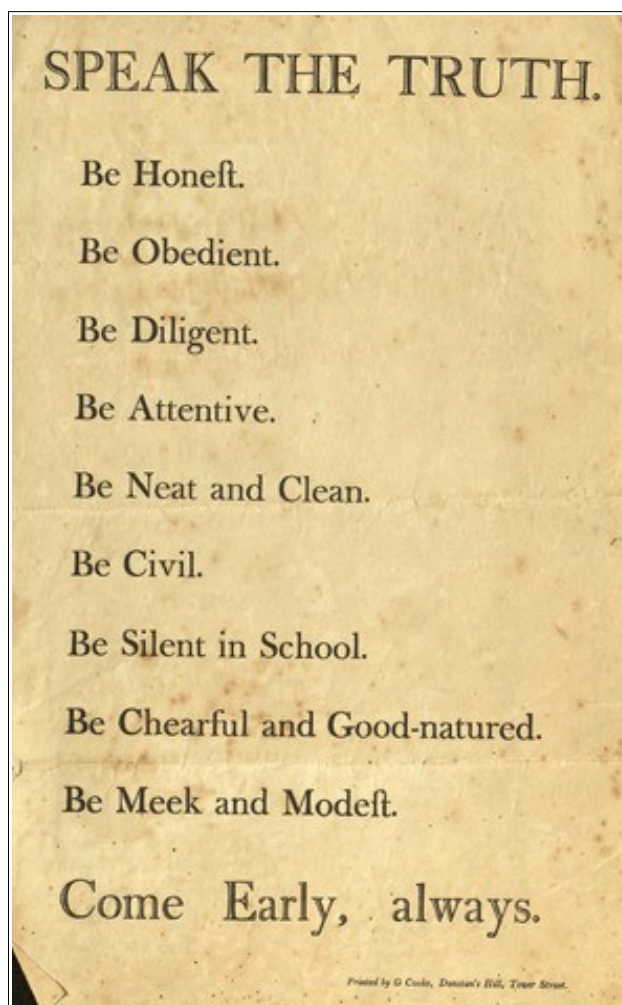 SPEAK THE TRUTH.
Be Honeſt.
Be Obedient.
Be Diligent.
Be Attentive.
Be Neat and Clean.
Be Civil.
Be Silent in School.
Be Chearful and Good-natured.
Be Meek and Modeſt.
Come Early, always.
Printed by G Cooke, Dunstan's Hill, Tower Street.